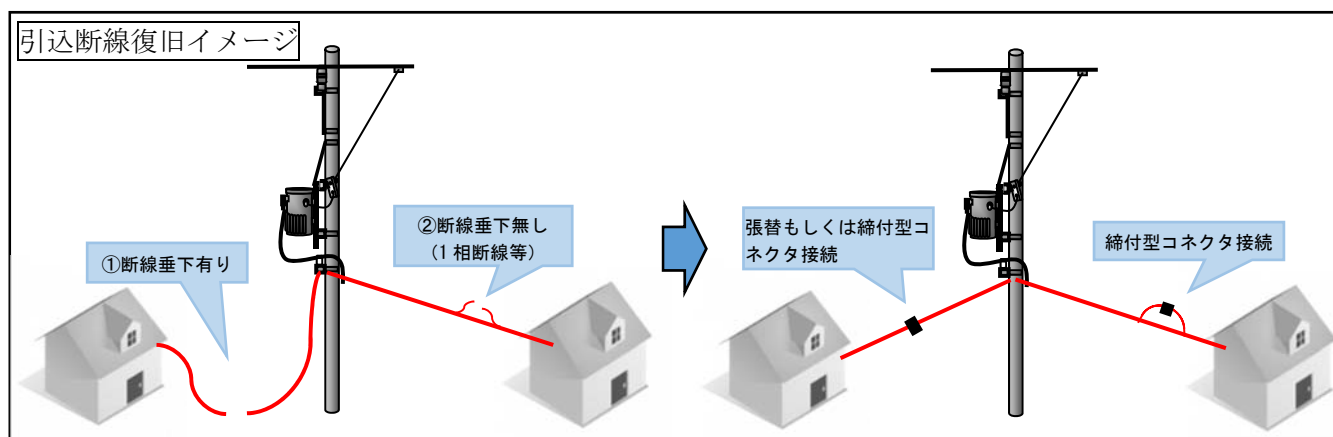 引込断線復旧イメージ
①断線垂下有り
②断線垂下無し
(1相断線等)
張替もしくは締付型コ
ネクタ接続
締付型コネクタ接続